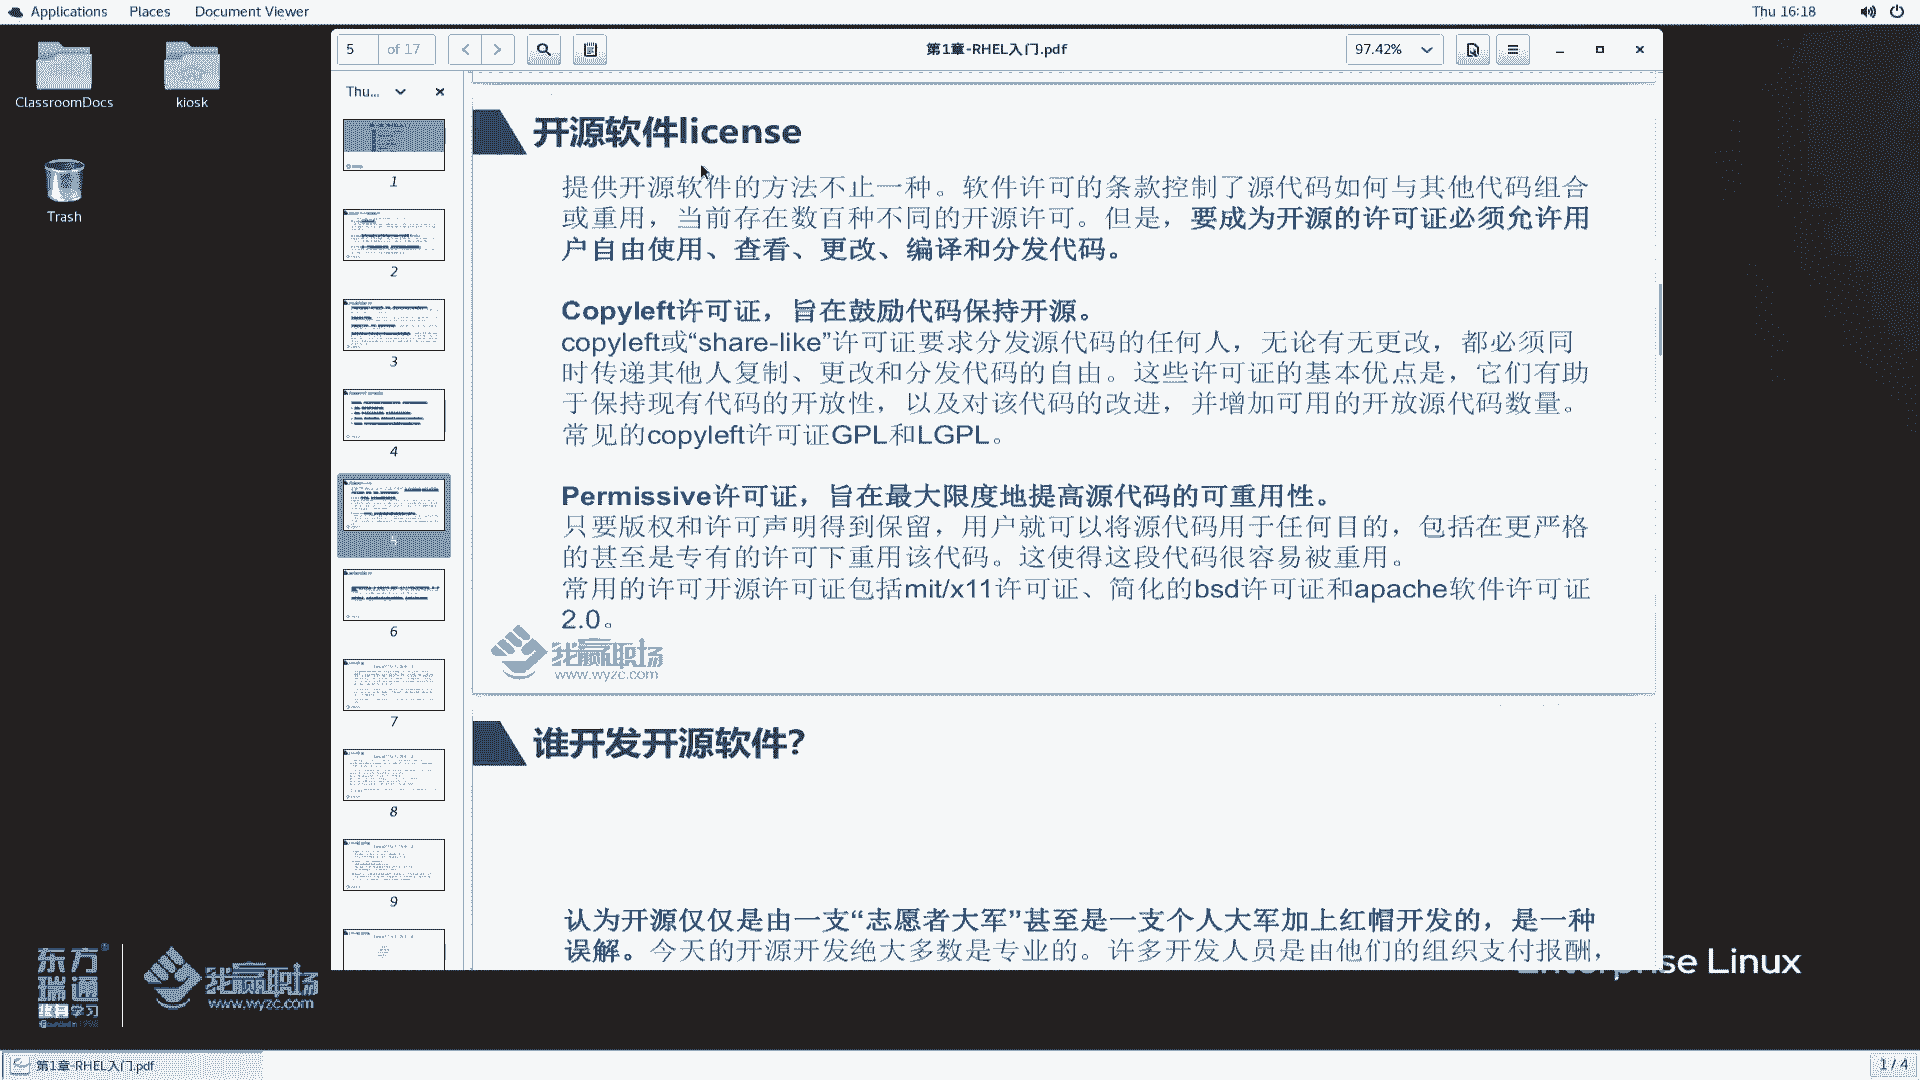 Applications Places Document Viewer Thu 16:18
ClassroomDocs
kiosk
Trash
5 of 17 第1章-RHEL入门.pdf 97.42%
Thu...
1
2
3
4
5
6
7
8
9
开源软件license
提供开源软件的方法不止一种。软件许可的条款控制了源代码如何与其他代码组合
或重用，当前存在数百种不同的开源许可。但是，要成为开源的许可证必须允许用
户自由使用、查看、更改、编译和分发代码。
Copyleft许可证，旨在鼓励代码保持开源。
copyleft或“share-like”许可证要求分发源代码的任何人，无论有无更改，都必须同
时传递其他人复制、更改和分发代码的自由。这些许可证的基本优点是，它们有助
于保持现有代码的开放性，以及对该代码的改进，并增加可用的开放源代码数量。
常见的copyleft许可证GPL和LGPL。
Permissive许可证，旨在最大限度地提高源代码的可重用性。
只要版权和许可声明得到保留，用户就可以将源代码用于任何目的，包括在更严格
的甚至是专有的许可下重用该代码。这使得这段代码很容易被重用。
常用的许可开源许可证包括mit/x11许可证、简化的bsd许可证和apache软件许可证
2.0。
我赢职场
www.wyzc.com
谁开发开源软件?
认为开源仅仅是由一支“志愿者大军”甚至是一支个人大军加上红帽开发的，是一种
误解。今天的开源开发绝大多数是专业的。许多开发人员是由他们的组织支付报酬，
Enterprise Linux
东方
瑞通
学习
我赢职场
www.wyzc.com
第1章-RHEL入门.pdf
1 / 4